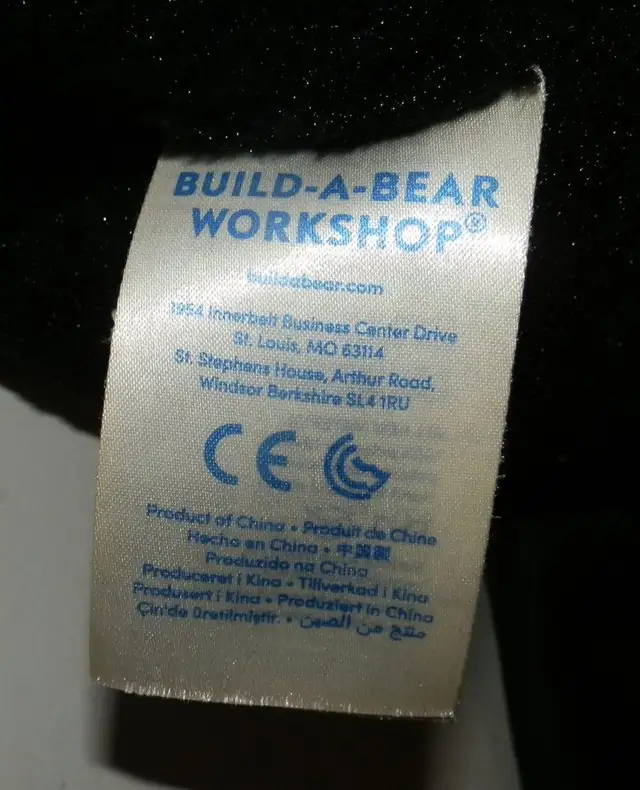 BUILD-A-BEAR
WORKSHOP®
buildabear.com
1954 Innerbelt Business Center Drive
St. Louis, MO 63114
St. Stephens House, Arthur Road,
Windsor Berkshire SL4 1RU
CE
Product of China • Produit de Chine
Hecho en China • 中国製
Produzido na China
Produceret i Kina • Tillverkad i Kina
Produsert i Kina • Produziert in China
Çin'de üretilmiştir. • منتج من الصين